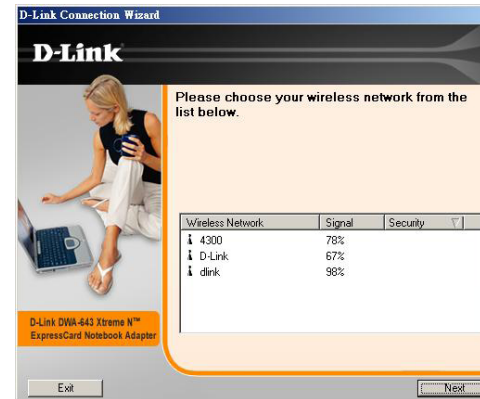 D-Link Connection Wizard
D-Link
Please choose your wireless network from the
list below.
Wireless Network Signal Security
4300 78%
D-Link 67%
dlink 98%
D-Link DWA-643 Xtreme N™
ExpressCard Notebook Adapter
Exit Next